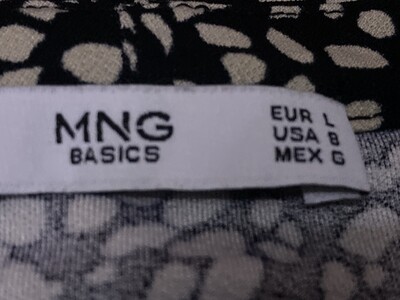 MNG
BASICS
EUR L
USA 8
MEX G